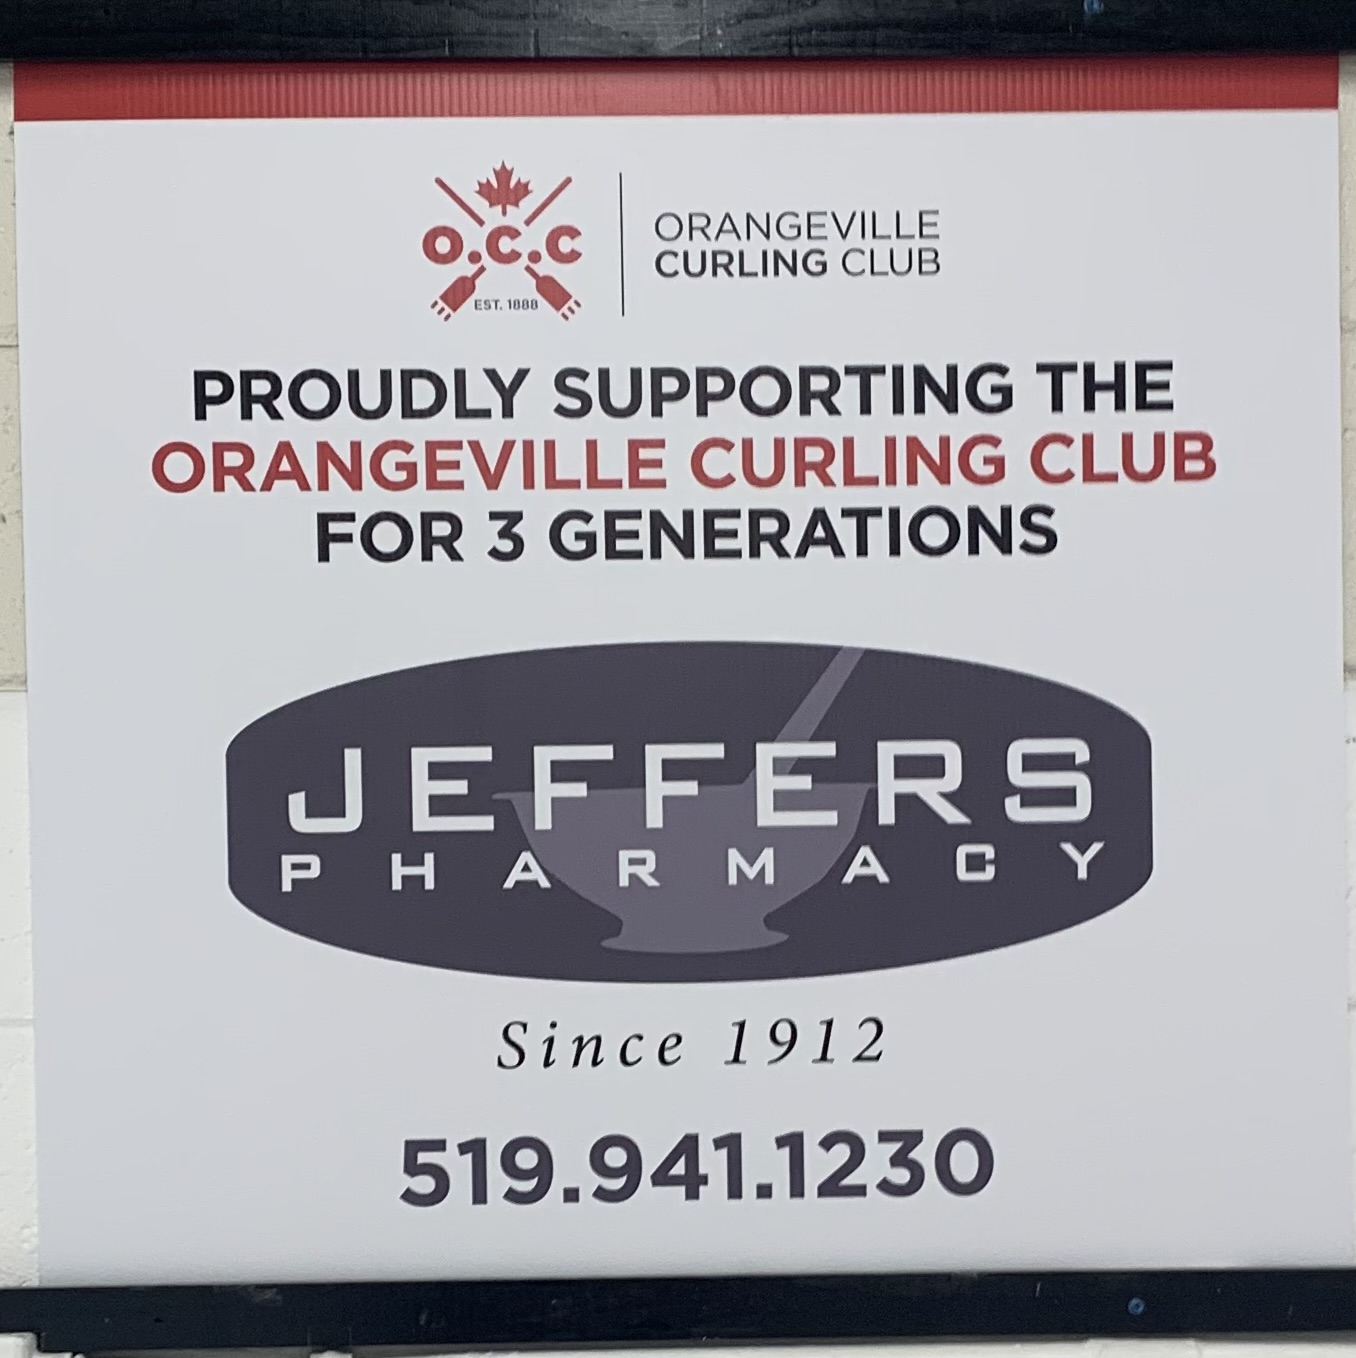 O.C.C
EST. 1888
ORANGEVILLE
CURLING CLUB
PROUDLY SUPPORTING THE
ORANGEVILLE CURLING CLUB
FOR 3 GENERATIONS
JEFFERS
PHARMACY
Since 1912
519.941.1230